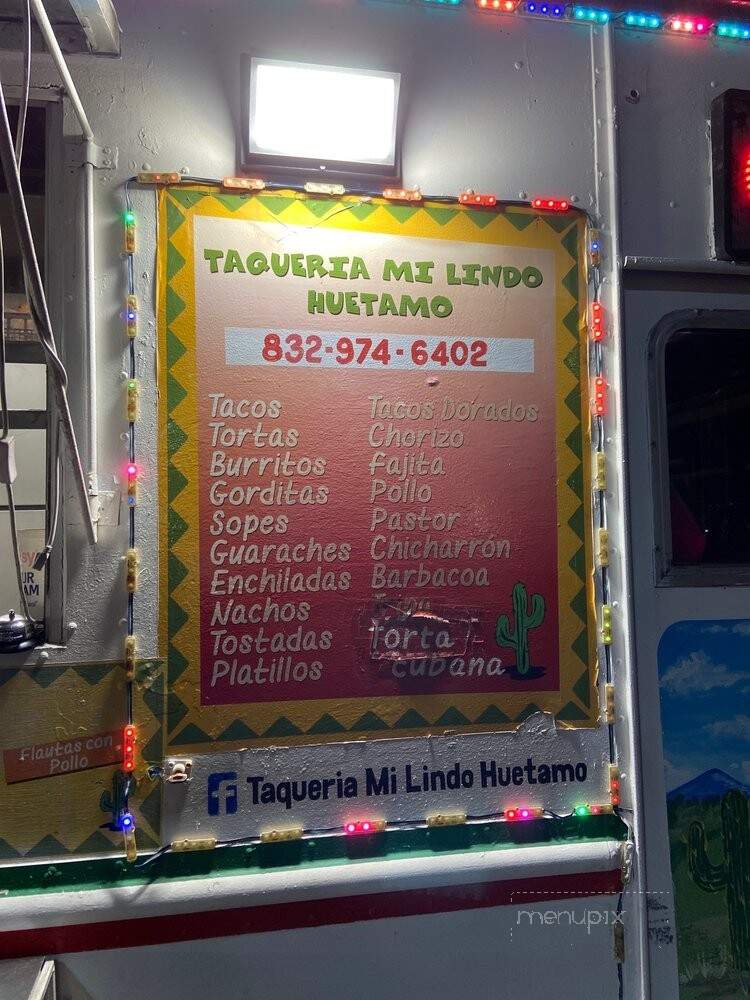 TAQUERIA MI LINDO
HUETAMO
832-974-6402
Tacos
Tortas
Burritos
Gorditas
Sopes
Guaraches
Enchiladas
Nachos
Tostadas
Platillos
Tacos Dorados
Chorizo
Fajita
Pollo
Pastor
Chicharrón
Barbacoa
Torta
cubana
Flautas con
Pollo
f Taqueria Mi Lindo Huetamo
menupix